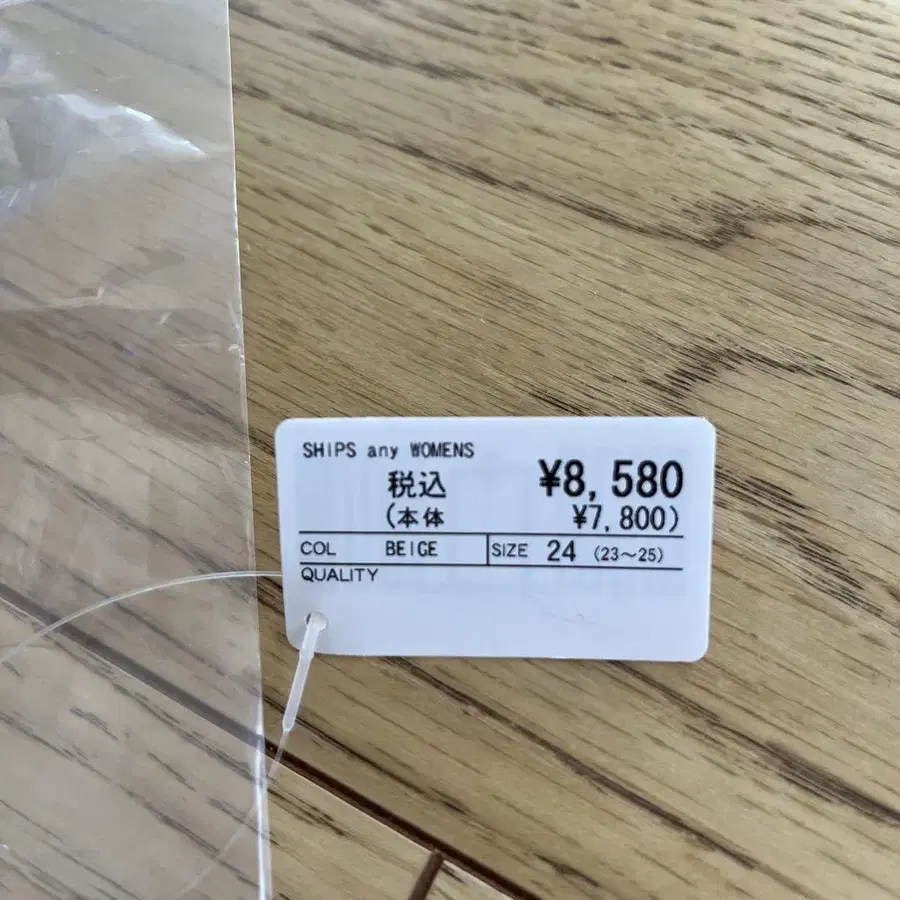 SHIPS any WOMENS
税込 ¥8,580
(本体 ¥7,800)
COL BEIGE SIZE 24 (23〜25)
QUALITY